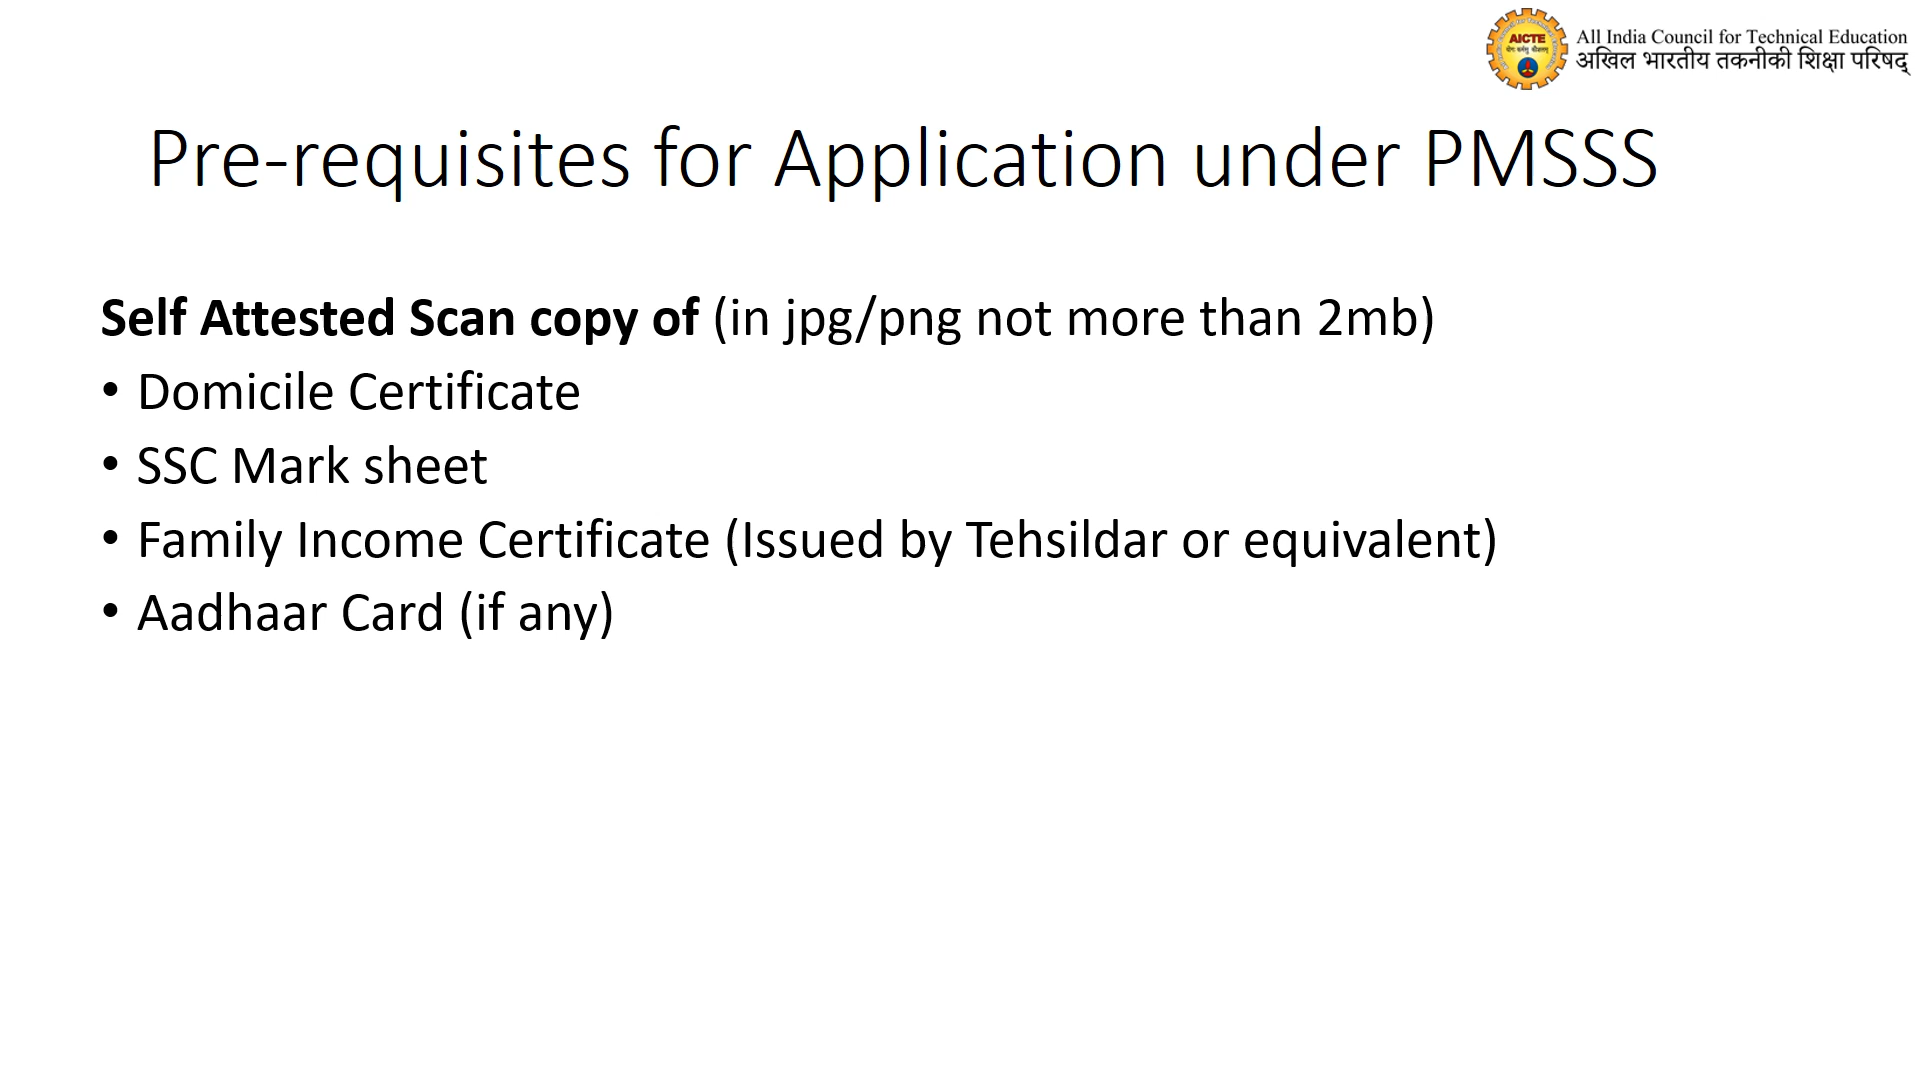 AICTE
All India Council for Technical Education
अखिल भारतीय तकनीकी शिक्षा परिषद्
Pre-requisites for Application under PMSSS
Self Attested Scan copy of (in jpg/png not more than 2mb)
• Domicile Certificate
• SSC Mark sheet
• Family Income Certificate (Issued by Tehsildar or equivalent)
• Aadhaar Card (if any)